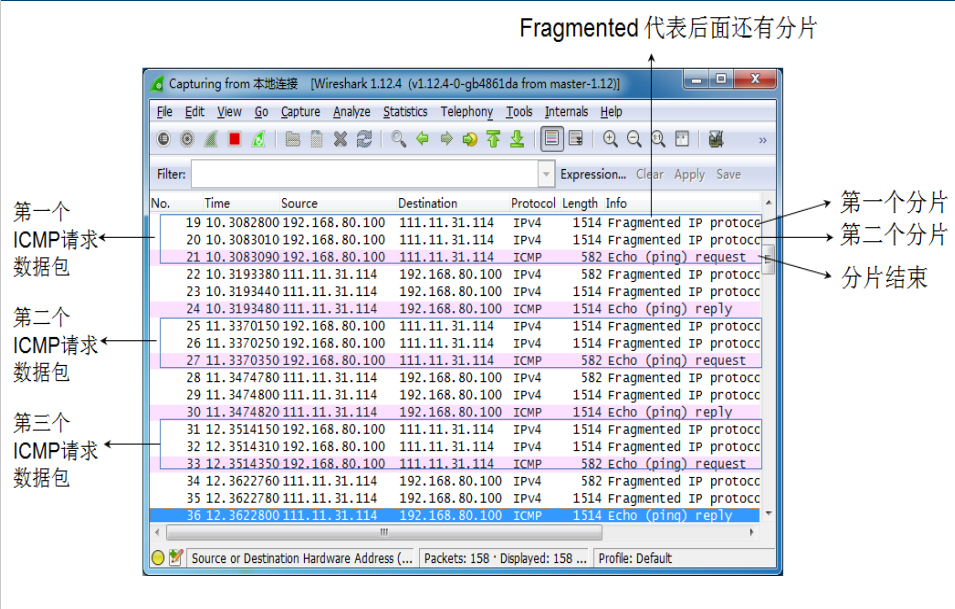 Fragmented 代表后面还有分片
Capturing from 本地连接 [Wireshark 1.12.4 (v1.12.4-0-gb4861da from master-1.12)]
File Edit View Go Capture Analyze Statistics Telephony Tools Internals Help
Filter: Expression... Clear Apply Save
No. Time Source Destination Protocol Length Info
19 10.3082800 192.168.80.100 111.11.31.114 IPv4 1514 Fragmented IP protoco
20 10.3083010 192.168.80.100 111.11.31.114 IPv4 1514 Fragmented IP protocc
21 10.3083090 192.168.80.100 111.11.31.114 ICMP 582 Echo (ping) request
22 10.3193380 111.11.31.114 192.168.80.100 IPv4 582 Fragmented IP protocc
23 10.3193440 111.11.31.114 192.168.80.100 IPv4 1514 Fragmented IP protocc
24 10.3193480 111.11.31.114 192.168.80.100 ICMP 1514 Echo (ping) reply
25 11.3370150 192.168.80.100 111.11.31.114 IPv4 1514 Fragmented IP protocc
26 11.3370250 192.168.80.100 111.11.31.114 IPv4 1514 Fragmented IP protocc
27 11.3370350 192.168.80.100 111.11.31.114 ICMP 582 Echo (ping) request
28 11.3474780 111.11.31.114 192.168.80.100 IPv4 582 Fragmented IP protocc
29 11.3474800 111.11.31.114 192.168.80.100 IPv4 1514 Fragmented IP protocc
30 11.3474820 111.11.31.114 192.168.80.100 ICMP 1514 Echo (ping) reply
31 12.3514150 192.168.80.100 111.11.31.114 IPv4 1514 Fragmented IP protocc
32 12.3514310 192.168.80.100 111.11.31.114 IPv4 1514 Fragmented IP protocc
33 12.3514350 192.168.80.100 111.11.31.114 ICMP 582 Echo (ping) request
34 12.3622760 111.11.31.114 192.168.80.100 IPv4 582 Fragmented IP protocc
35 12.3622780 111.11.31.114 192.168.80.100 IPv4 1514 Fragmented IP protocc
36 12.3622800 111.11.31.114 192.168.80.100 ICMP 1514 Echo (ping) reply
Source or Destination Hardware Address (... Packets: 158 · Displayed: 158 ... Profile: Default
第一个
ICMP请求
数据包
第二个
ICMP请求
数据包
第三个
ICMP请求
数据包
第一个分片
第二个分片
分片结束